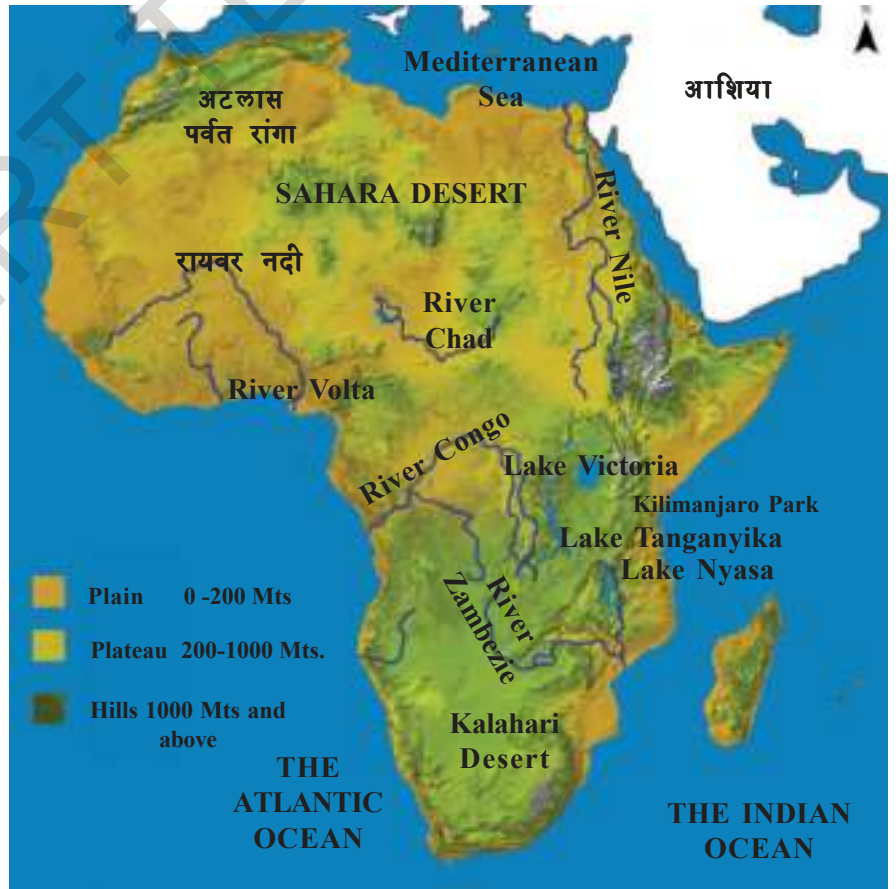 Mediterranean
Sea
आशिया
अटलास
पर्वत रांगा
SAHARA DESERT
River Nile
रायबर नदी
River
Chad
River Volta
River Congo
Lake Victoria
Kilimanjaro Park
Lake Tanganyika
Lake Nyasa
Plain 0 -200 Mts
River
Zambezie
Plateau 200-1000 Mts.
Hills 1000 Mts and
above
Kalahari
Desert
THE
ATLANTIC
OCEAN
THE INDIAN
OCEAN